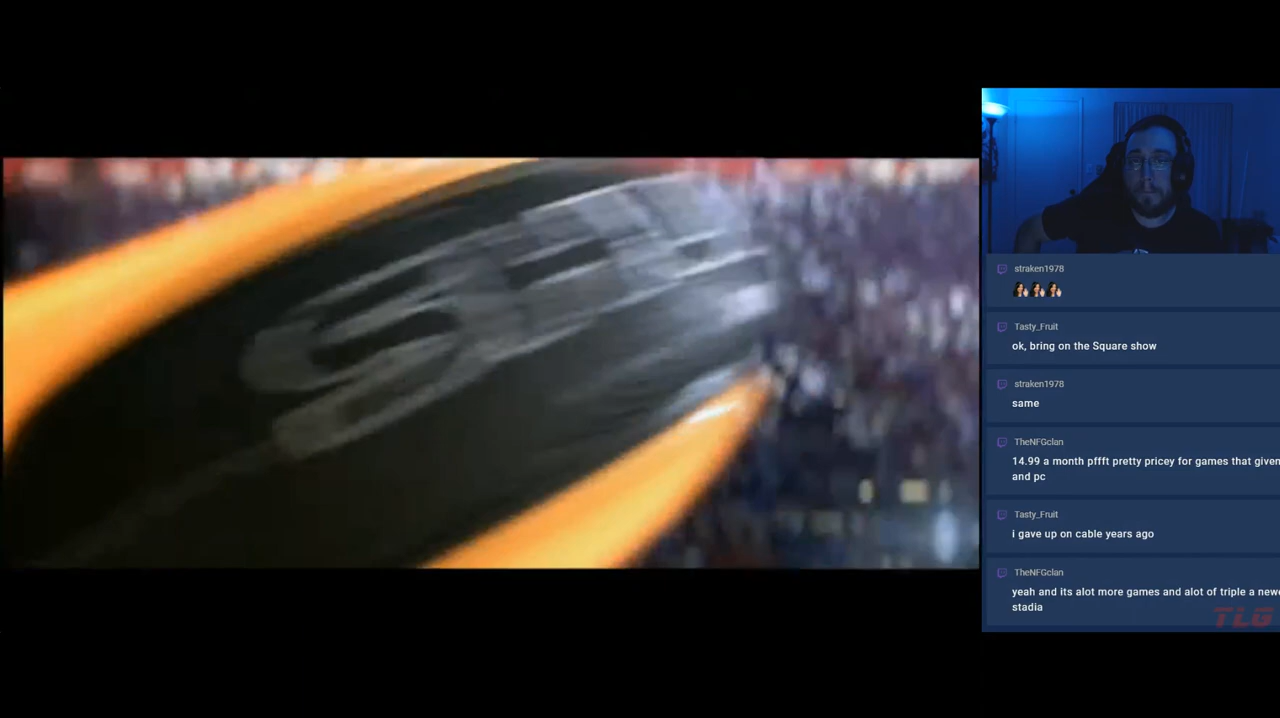 straken1978
Tasty_Fruit
ok, bring on the Square show
straken1978
same
TheNFGclan
14.99 a month pffft pretty pricey for games that given
and pc
Tasty_Fruit
i gave up on cable years ago
TheNFGclan
yeah and its alot more games and alot of triple a newe
stadia
TLG